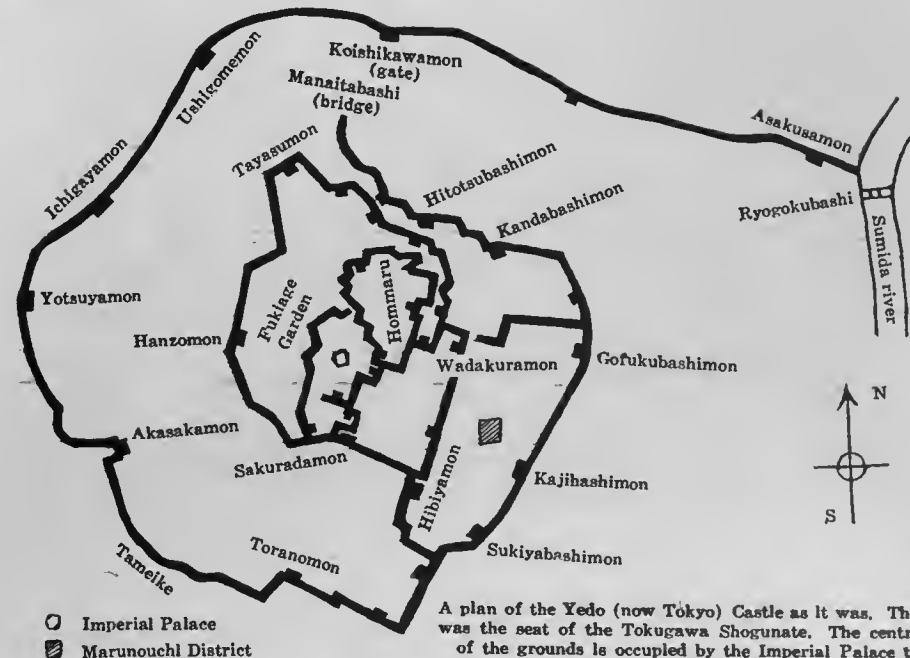 Koishikawamon
(gate)
Ushigomemon
Manaitabashi
(bridge)
Asakusamon
Tayasumon
Ichigayamon
Hitotsubashimon
Kandabashimon
Ryogokubashi
Sumida river
Yotsuyamon
Hanzomon
Fukiage
Garden
Hommaru
Wadakuramon
Gofukubashimon
N
Akasakamon
Sakuradamon
Hibiyamon
Kajihashimon
S
Tameike
Toranomon
Sukiyabashimon
Imperial Palace
Marunouchi District
A plan of the Yedo (now Tōkyo) Castle as it was. Th
was the seat of the Tokugawa Shogunate. The centr
of the grounds is occupied by the Imperial Palace t